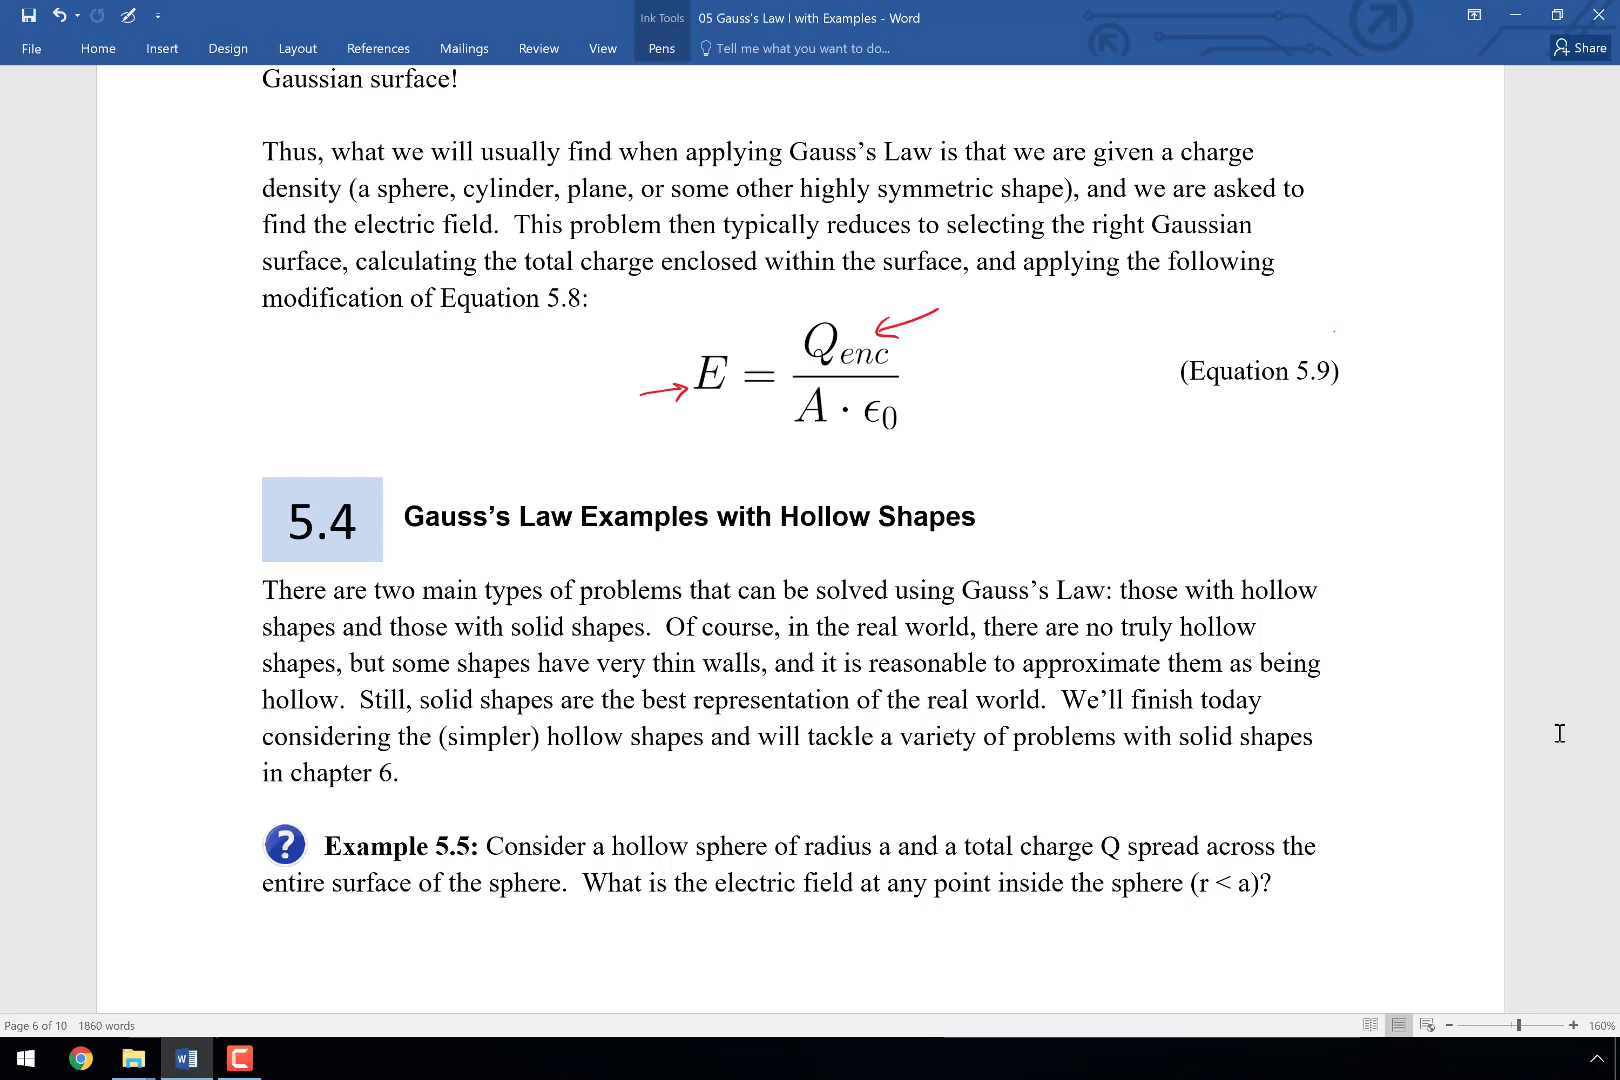 Ink Tools
05 Gauss's Law I with Examples - Word
File Home Insert Design Layout References Mailings Review View Pens Tell me what you want to do... Share
Gaussian surface!
Thus, what we will usually find when applying Gauss’s Law is that we are given a charge
density (a sphere, cylinder, plane, or some other highly symmetric shape), and we are asked to
find the electric field.  This problem then typically reduces to selecting the right Gaussian
surface, calculating the total charge enclosed within the surface, and applying the following
modification of Equation 5.8:
E = Q_enc / A · ϵ_0
(Equation 5.9)
5.4 Gauss’s Law Examples with Hollow Shapes
There are two main types of problems that can be solved using Gauss’s Law: those with hollow
shapes and those with solid shapes.  Of course, in the real world, there are no truly hollow
shapes, but some shapes have very thin walls, and it is reasonable to approximate them as being
hollow.  Still, solid shapes are the best representation of the real world.  We’ll finish today
considering the (simpler) hollow shapes and will tackle a variety of problems with solid shapes
in chapter 6.
? Example 5.5: Consider a hollow sphere of radius a and a total charge Q spread across the
entire surface of the sphere.  What is the electric field at any point inside the sphere (r < a)?
Page 6 of 10 1860 words
160%